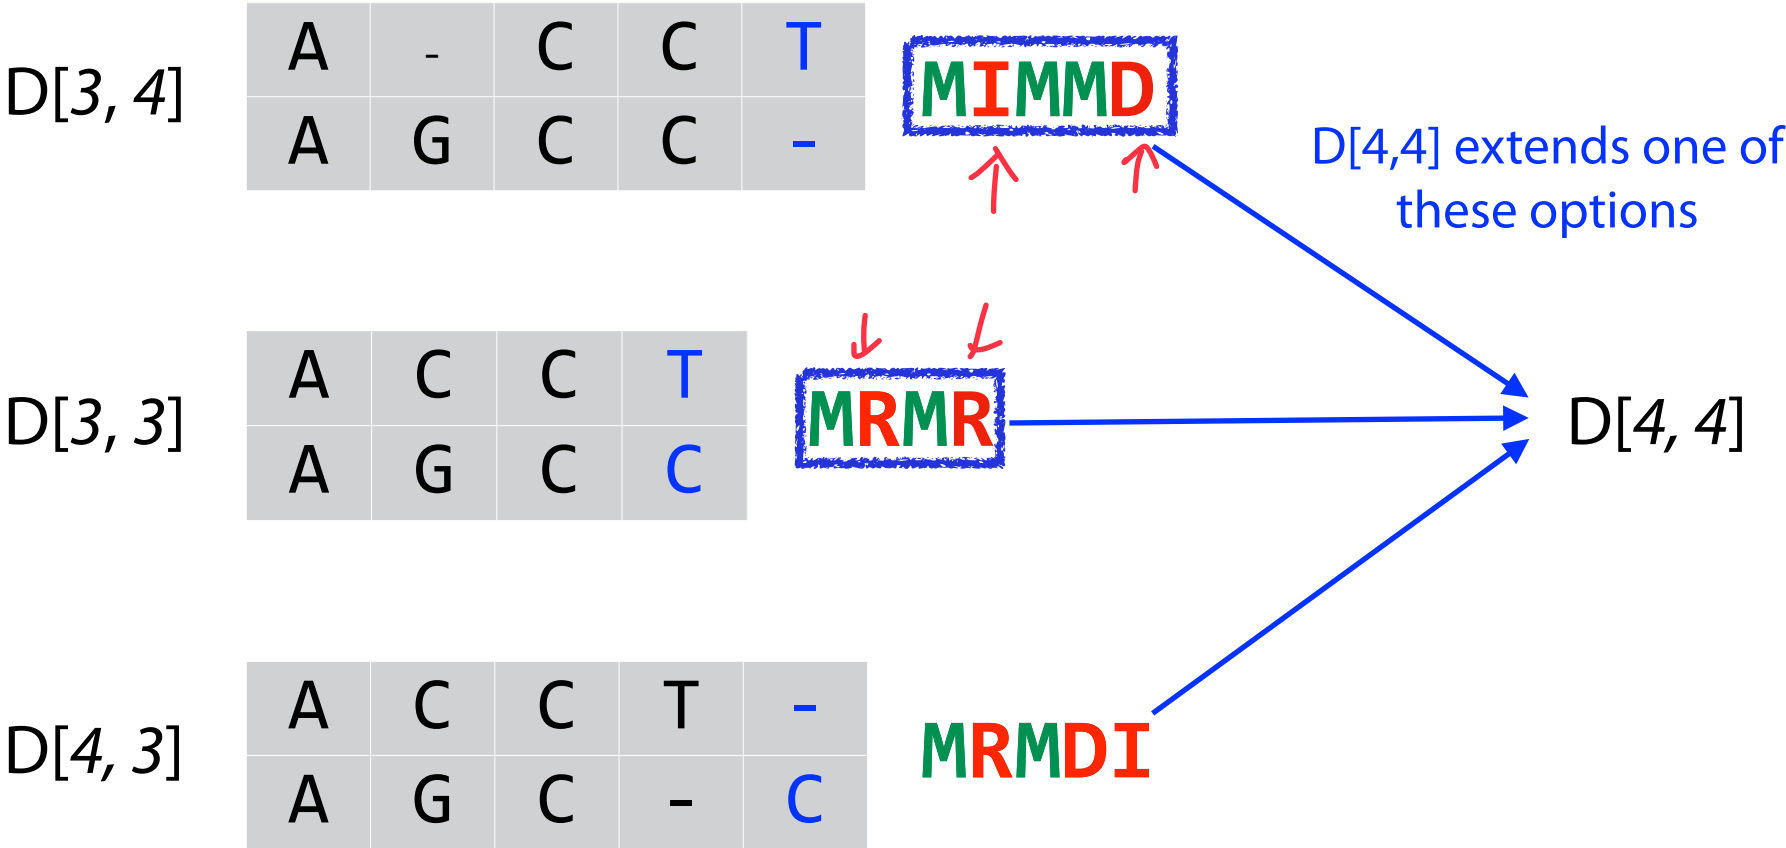 D[3, 4]
A - C C T
A G C C -
MIMMD
D[4,4] extends one of
these options
D[3, 3]
A C C T
A G C C
MRMR
D[4, 4]
D[4, 3]
A C C T -
A G C - C
MRMDI